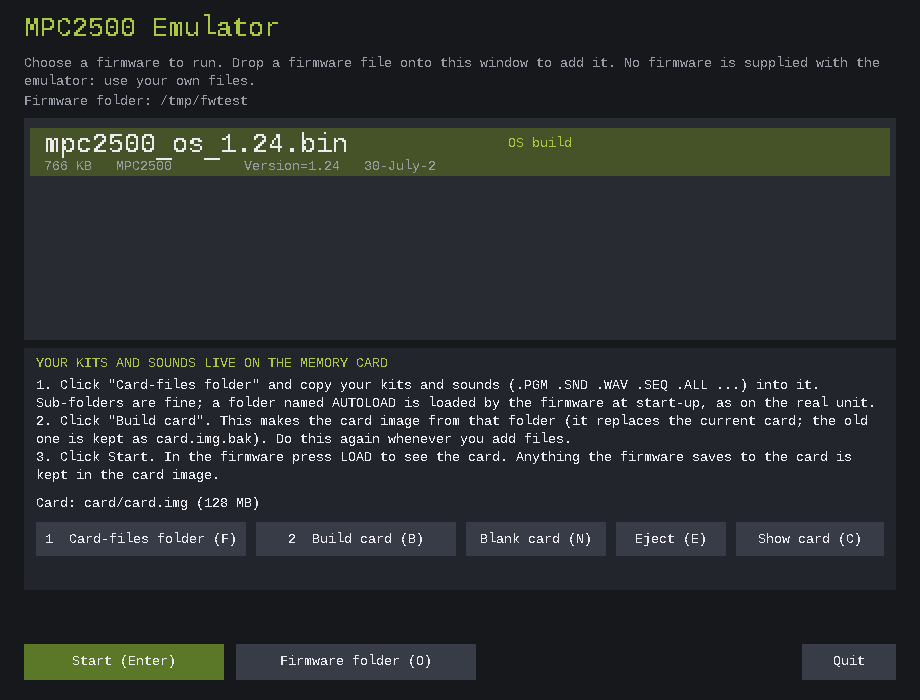 MPC2500 Emulator
Choose a firmware to run. Drop a firmware file onto this window to add it. No firmware is supplied with the
emulator: use your own files.
Firmware folder: /tmp/fwtest
mpc2500_os_1.24.bin
OS build
766 KB MPC2500 Version=1.24 30-July-2
YOUR KITS AND SOUNDS LIVE ON THE MEMORY CARD
1. Click "Card-files folder" and copy your kits and sounds (.PGM .SND .WAV .SEQ .ALL ...) into it.
Sub-folders are fine; a folder named AUTOLOAD is loaded by the firmware at start-up, as on the real unit.
2. Click "Build card". This makes the card image from that folder (it replaces the current card; the old
one is kept as card.img.bak). Do this again whenever you add files.
3. Click Start. In the firmware press LOAD to see the card. Anything the firmware saves to the card is
kept in the card image.
Card: card/card.img (128 MB)
1 Card-files folder (F) 2 Build card (B) Blank card (N) Eject (E) Show card (C)
Start (Enter) Firmware folder (O) Quit